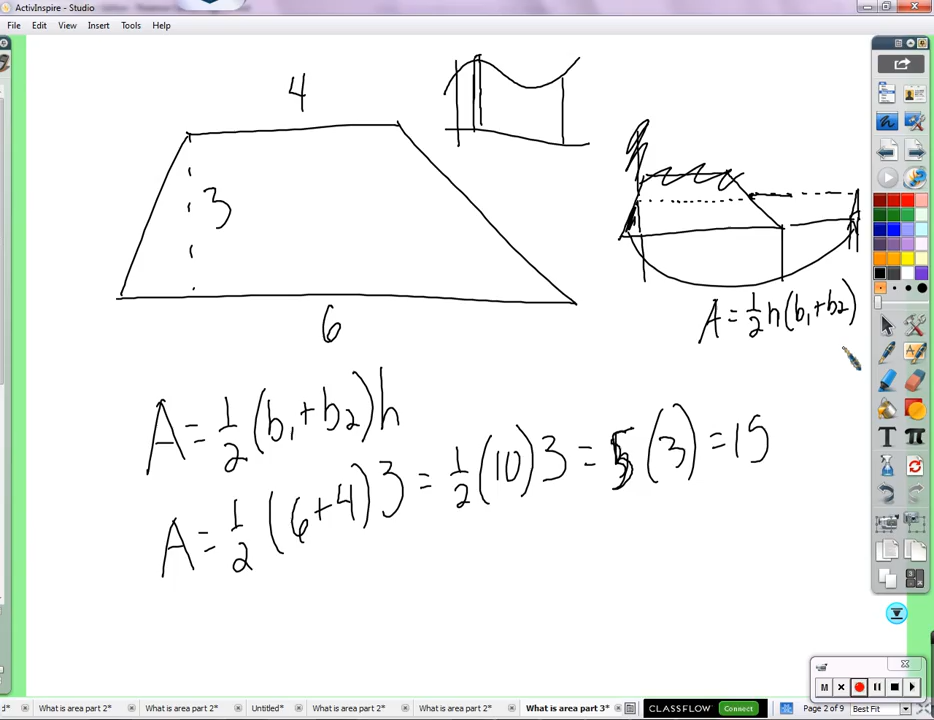 ActivInspire - Studio
File Edit View Insert Tools Help
4
3
6
A = 1/2 h(b₁+b₂)
A = 1/2 (b₁+b₂)h
A = 1/2 (6+4)3 = 1/2 (10)3 = 5(3) = 15
M
What is area part 2* What is area part 2* Untitled* What is area part 2* What is area part 2* What is area part 3* CLASSFLOW Connect Page 2 of 9 Best Fit